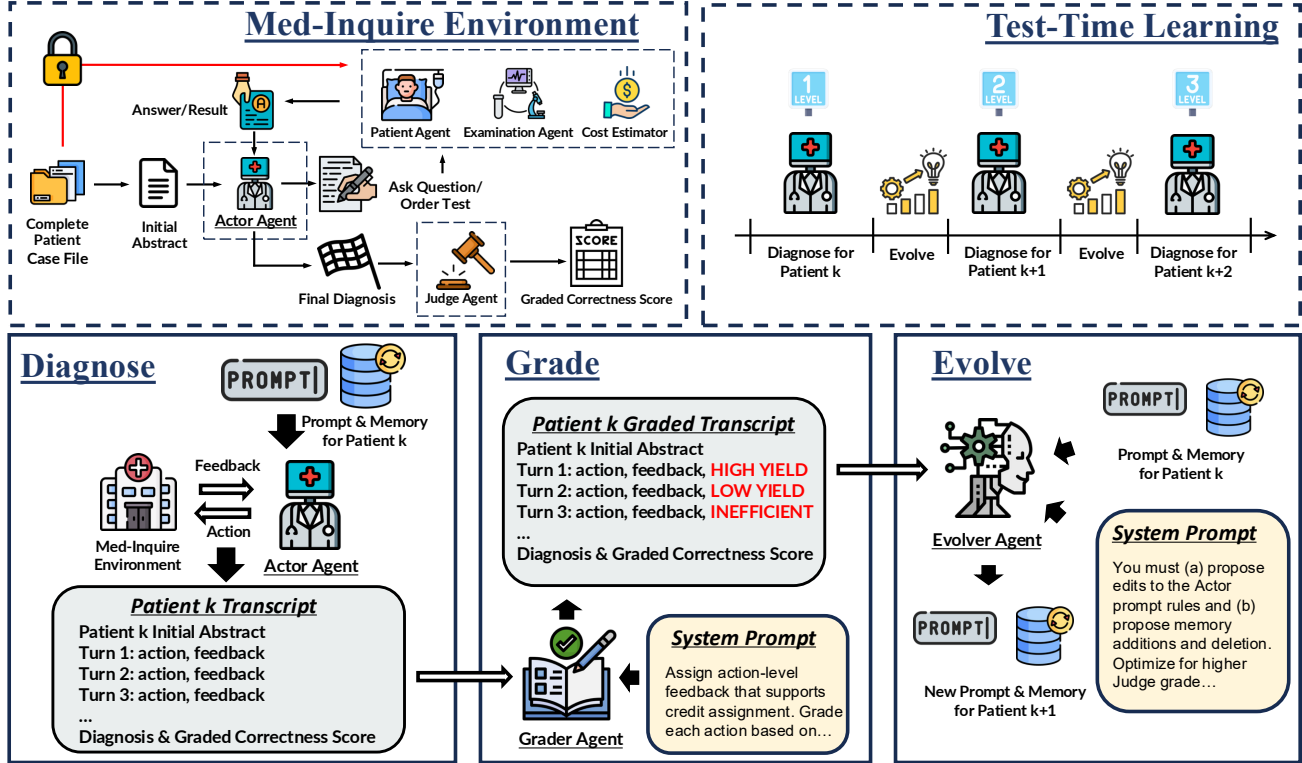 Med-Inquire Environment
Answer/Result
A
Patient Agent
Examination Agent
$
Cost Estimator
Complete
Patient
Case File
Initial
Abstract
Actor Agent
Ask Question/
Order Test
Final Diagnosis
Judge Agent
SCORE
Graded Correctness Score
Test-Time Learning
1
LEVEL
2
LEVEL
3
LEVEL
Diagnose for
Patient k
Evolve
Diagnose for
Patient k+1
Evolve
Diagnose for
Patient k+2
Diagnose
PROMPT
Prompt & Memory
for Patient k
Feedback
Action
Med-Inquire
Environment
Actor Agent
Patient k Transcript
Patient k Initial Abstract
Turn 1: action, feedback
Turn 2: action, feedback
Turn 3: action, feedback
...
Diagnosis & Graded Correctness Score
Grade
Patient k Graded Transcript
Patient k Initial Abstract
Turn 1: action, feedback, HIGH YIELD
Turn 2: action, feedback, LOW YIELD
Turn 3: action, feedback, INEFFICIENT
...
Diagnosis & Graded Correctness Score
Grader Agent
System Prompt
Assign action-level
feedback that supports
credit assignment. Grade
each action based on…
Evolve
PROMPT
Prompt & Memory
for Patient k
Evolver Agent
PROMPT
New Prompt & Memory
for Patient k+1
System Prompt
You must (a) propose
edits to the Actor
prompt rules and (b)
propose memory
additions and deletion.
Optimize for higher
Judge grade…